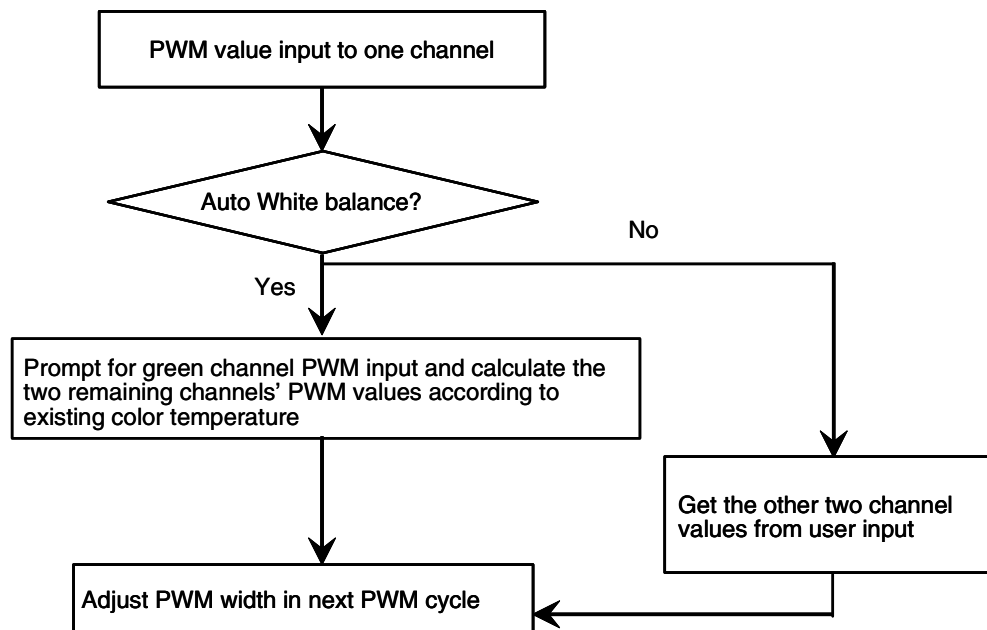 PWM value input to one channel
Auto White balance?
No
Yes
Prompt for green channel PWM input and calculate the
two remaining channels’ PWM values according to
existing color temperature
Get the other two channel
values from user input
Adjust PWM width in next PWM cycle